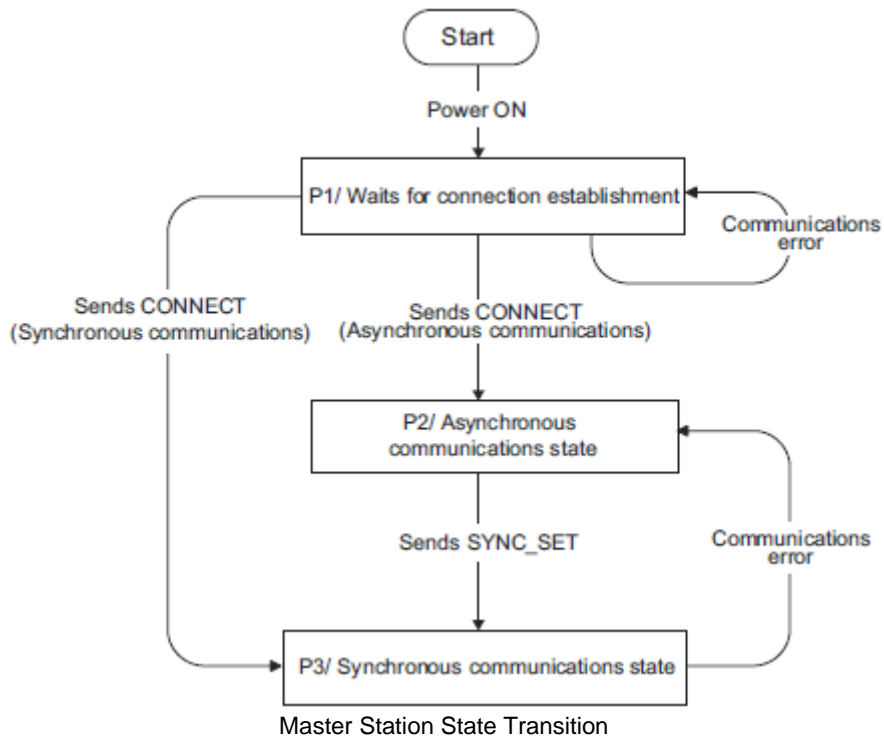 Start
Power ON
P1/ Waits for connection establishment
Communications
error
Sends CONNECT
(Synchronous communications)
Sends CONNECT
(Asynchronous communications)
P2/ Asynchronous
communications state
Sends SYNC_SET
Communications
error
P3/ Synchronous communications state
Master Station State Transition